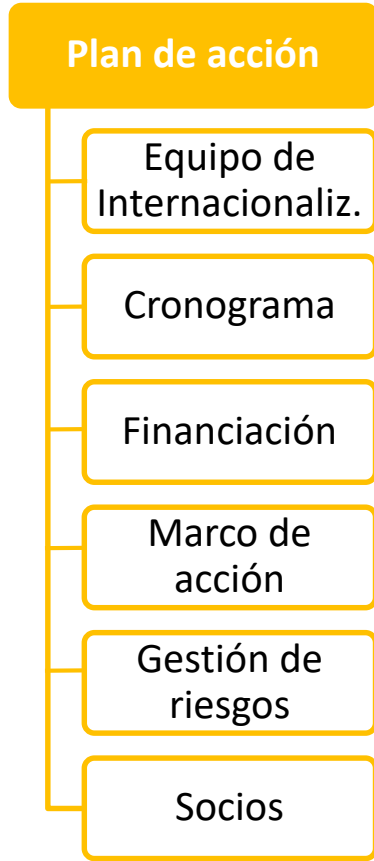 Plan de acción
Equipo de
Internacionaliz.
Cronograma
Financiación
Marco de
acción
Gestión de
riesgos
Socios